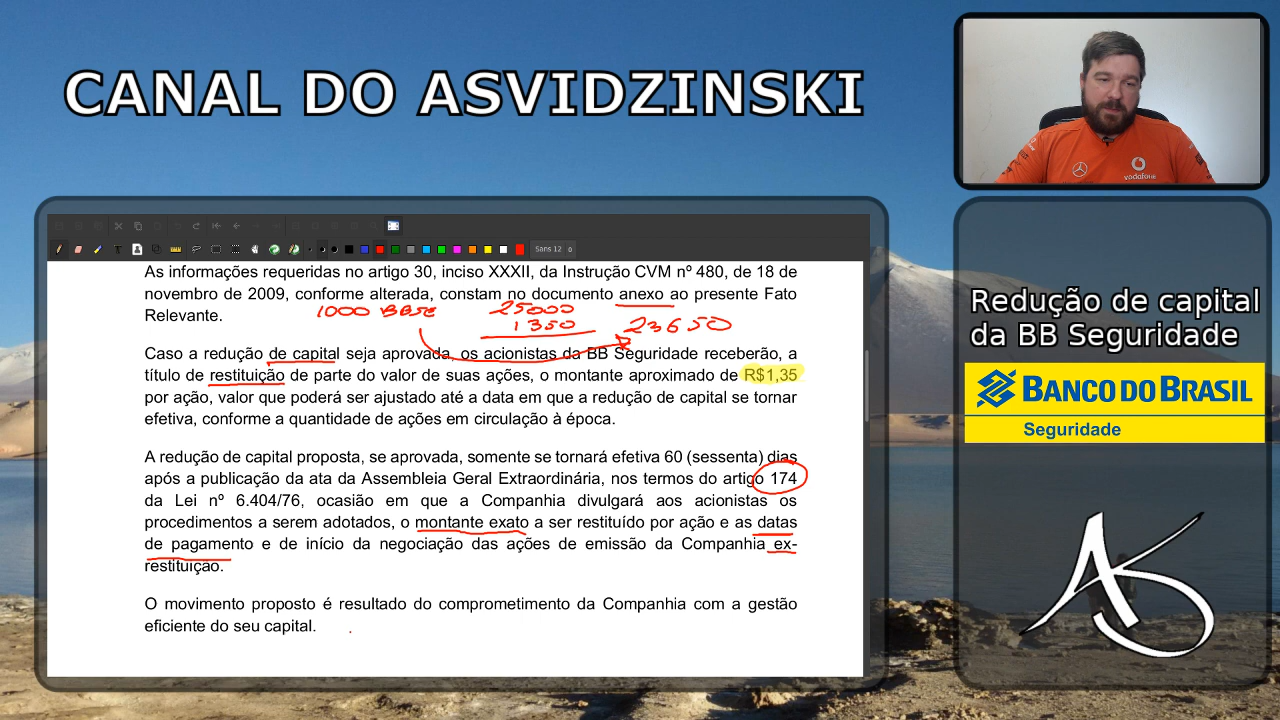 CANAL DO ASVIDZINSKI
vodafone
Sans 12
As informações requeridas no artigo 30, inciso XXXII, da Instrução CVM nº 480, de 18 de
novembro de 2009, conforme alterada, constam no documento anexo ao presente Fato
Relevante.
1000 BASE
25000
1350
23650
Caso a redução de capital seja aprovada, os acionistas da BB Seguridade receberão, a
título de restituição de parte do valor de suas ações, o montante aproximado de R$1,35
por ação, valor que poderá ser ajustado até a data em que a redução de capital se tornar
efetiva, conforme a quantidade de ações em circulação à época.
A redução de capital proposta, se aprovada, somente se tornará efetiva 60 (sessenta) dias
após a publicação da ata da Assembleia Geral Extraordinária, nos termos do artigo 174
da Lei nº 6.404/76, ocasião em que a Companhia divulgará aos acionistas os
procedimentos a serem adotados, o montante exato a ser restituído por ação e as datas
de pagamento e de início da negociação das ações de emissão da Companhia ex-
restituição.
O movimento proposto é resultado do comprometimento da Companhia com a gestão
eficiente do seu capital.
Redução de capital
da BB Seguridade
BANCO DO BRASIL
Seguridade
AS